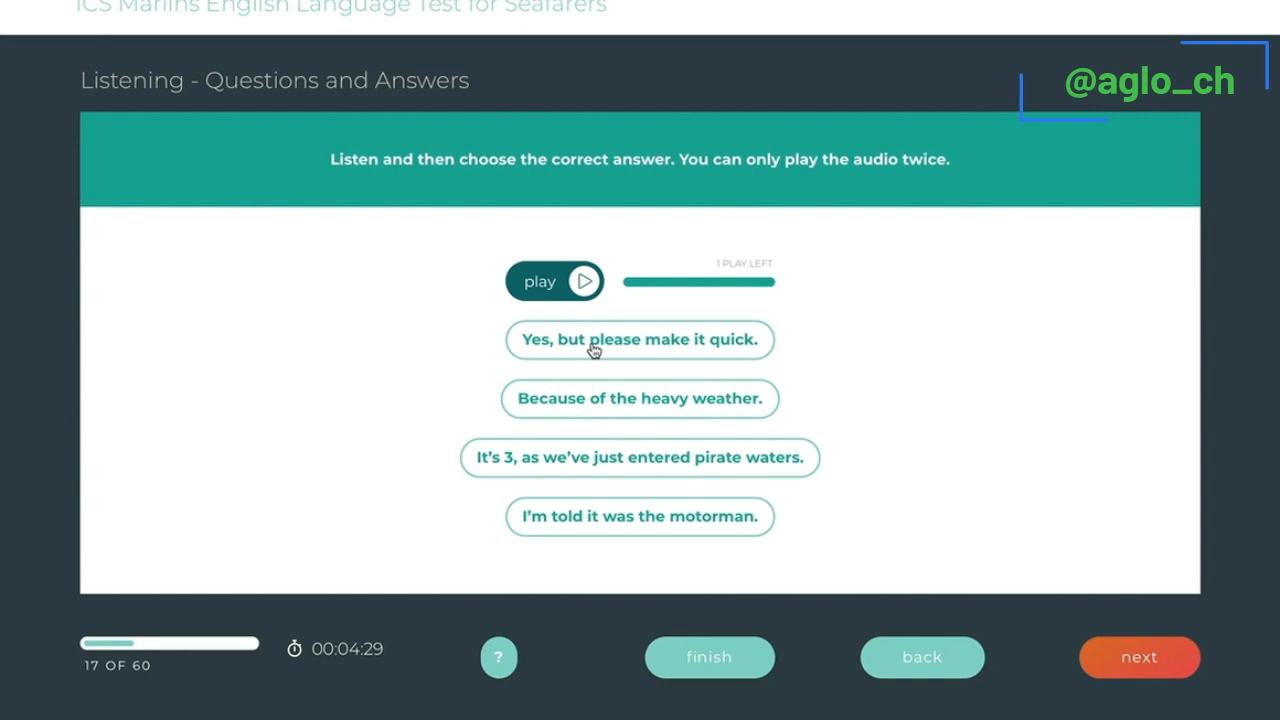 ICS Marlins English Language Test for Seafarers
@aglo_ch
Listening - Questions and Answers
Listen and then choose the correct answer. You can only play the audio twice.
1 PLAY LEFT
play
Yes, but please make it quick.
Because of the heavy weather.
It's 3, as we've just entered pirate waters.
I'm told it was the motorman.
17 OF 60
00:04:29
?
finish
back
next